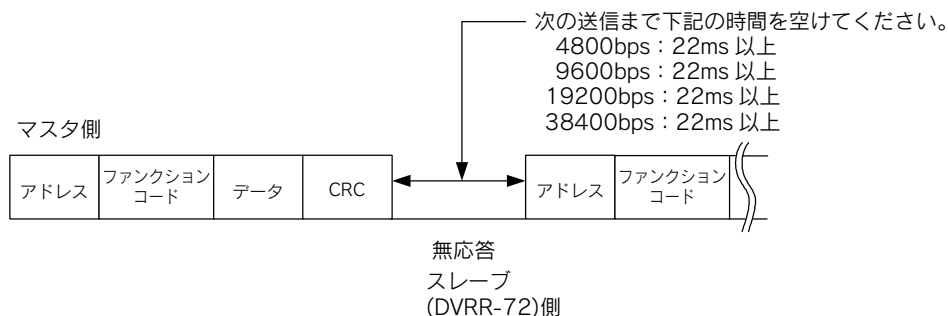 次の送信まで下記の時間を空けてください。
4800bps：22ms 以上
9600bps：22ms 以上
19200bps：22ms 以上
38400bps：22ms 以上
マスタ側
アドレス
ファンクション
コード
データ
CRC
アドレス
ファンクション
コード
無応答
スレーブ
(DVRR-72)側